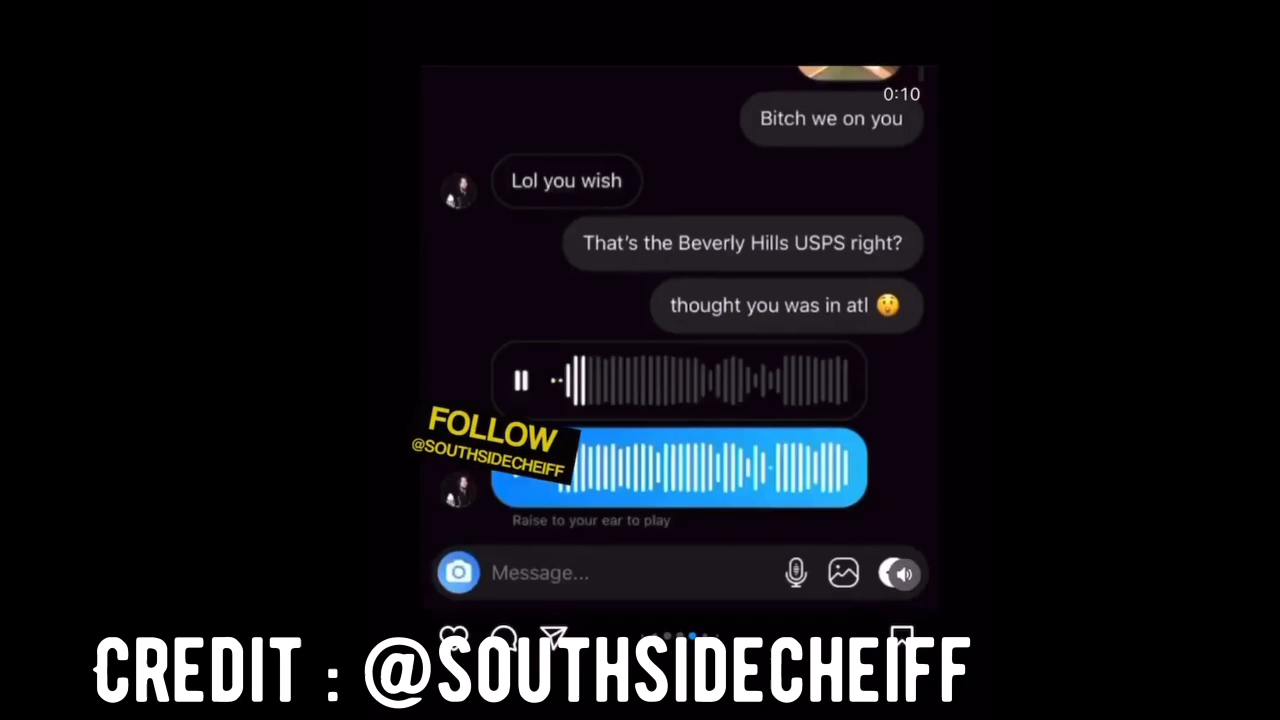 0:10
Bitch we on you
Lol you wish
That's the Beverly Hills USPS right?
thought you was in atl 😲
FOLLOW
@SOUTHSIDECHEIFF
Raise to your ear to play
Message...
CREDIT : @SOUTHSIDECHEIFF